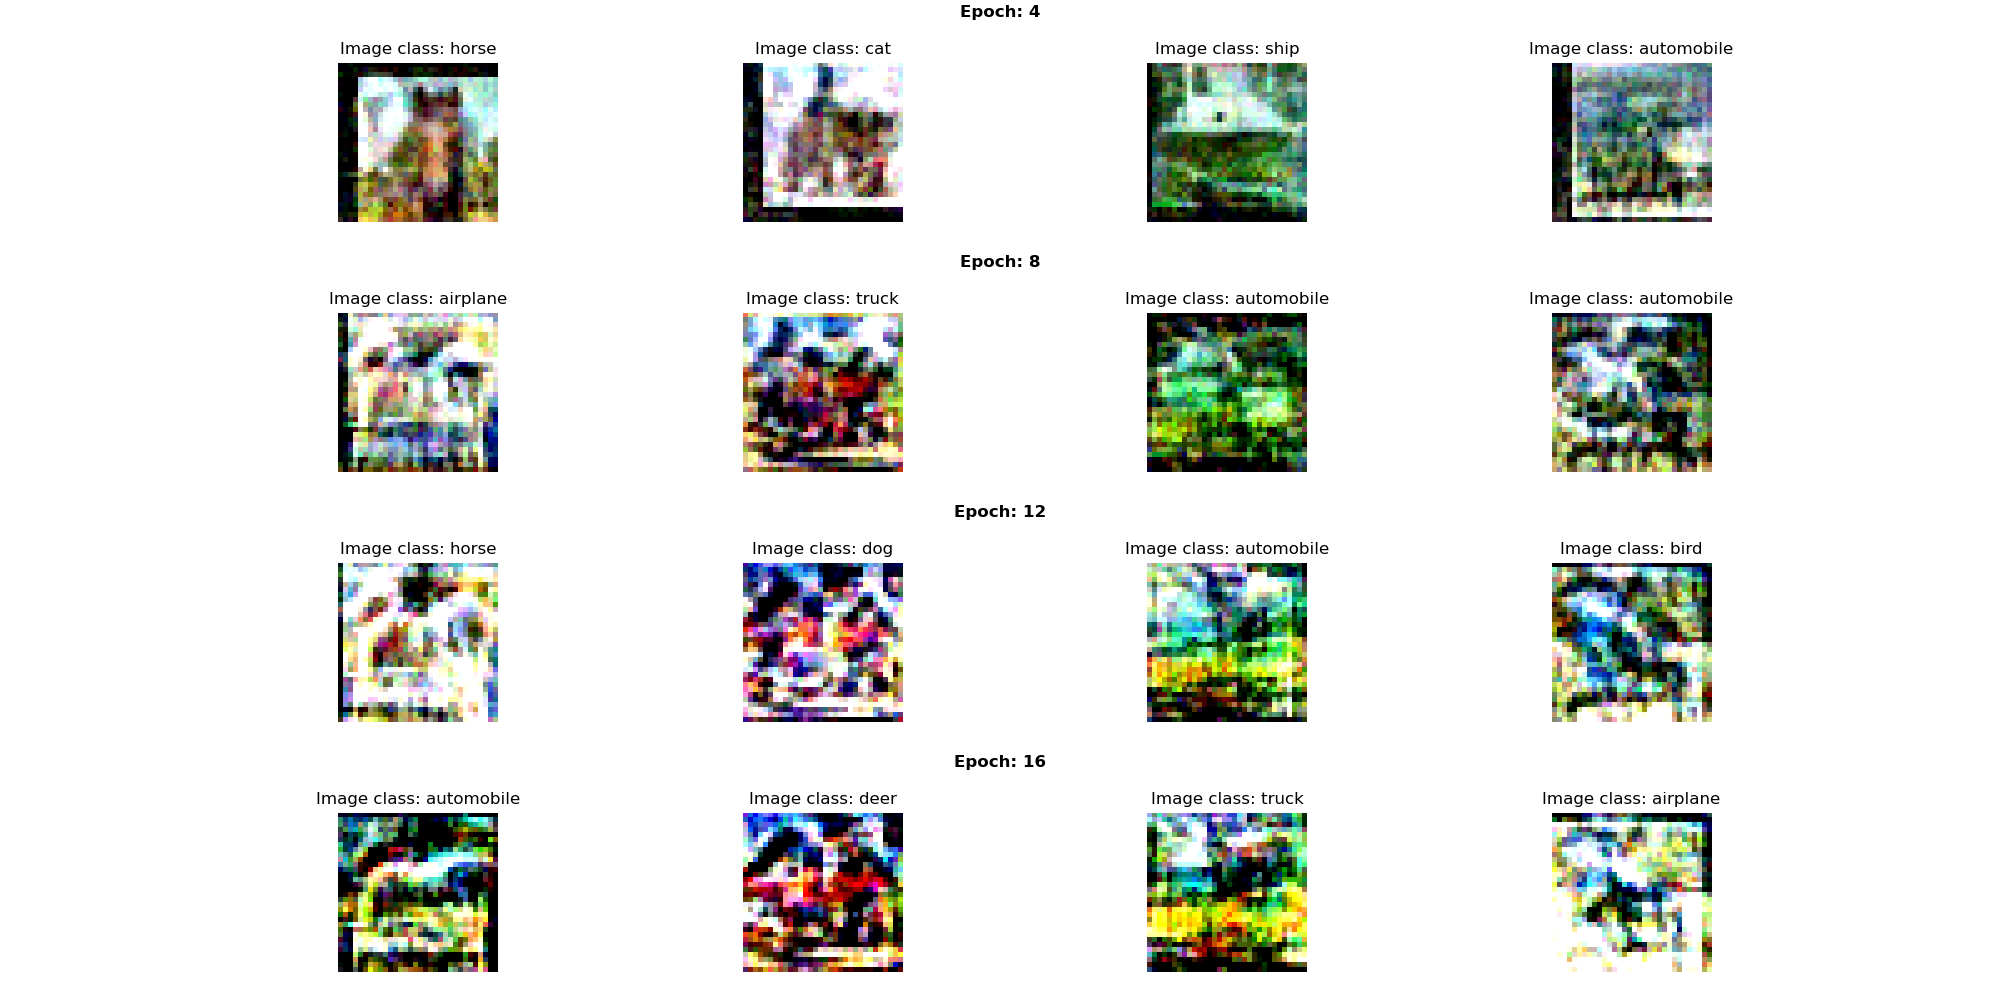 Epoch: 4
Image class: horse
Image class: cat
Image class: ship
Image class: automobile
Epoch: 8
Image class: airplane
Image class: truck
Image class: automobile
Image class: automobile
Epoch: 12
Image class: horse
Image class: dog
Image class: automobile
Image class: bird
Epoch: 16
Image class: automobile
Image class: deer
Image class: truck
Image class: airplane